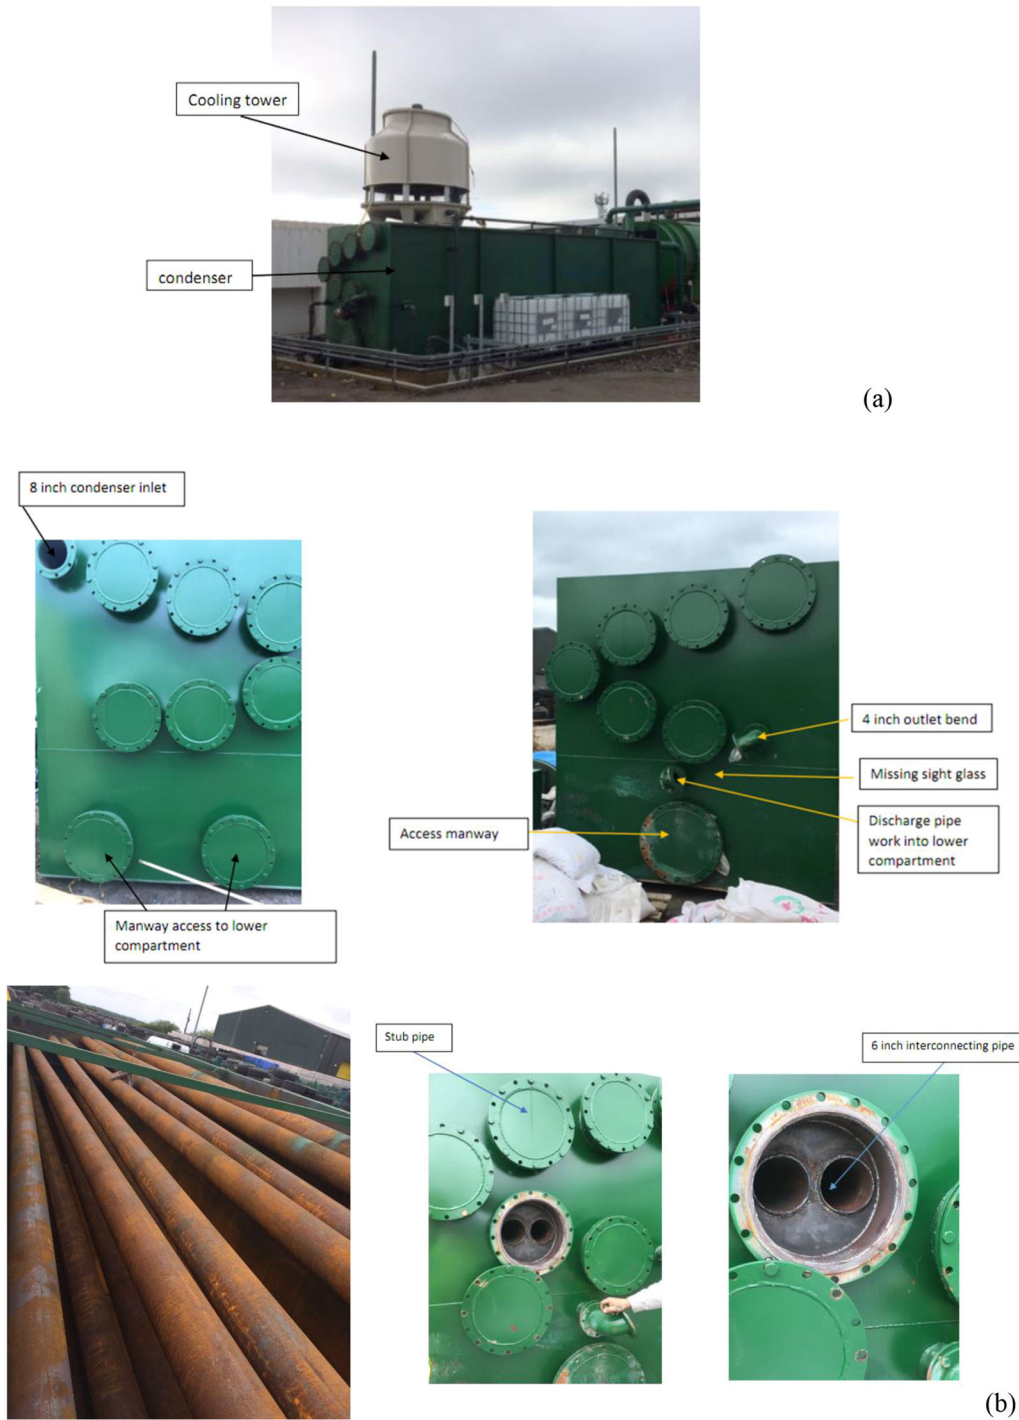 Cooling tower
condenser
(a)
8 inch condenser inlet
4 inch outlet bend
Missing sight glass
Access manway
Discharge pipe
work into lower
compartment
Manway access to lower
compartment
Stub pipe
6 inch interconnecting pipe
(b)